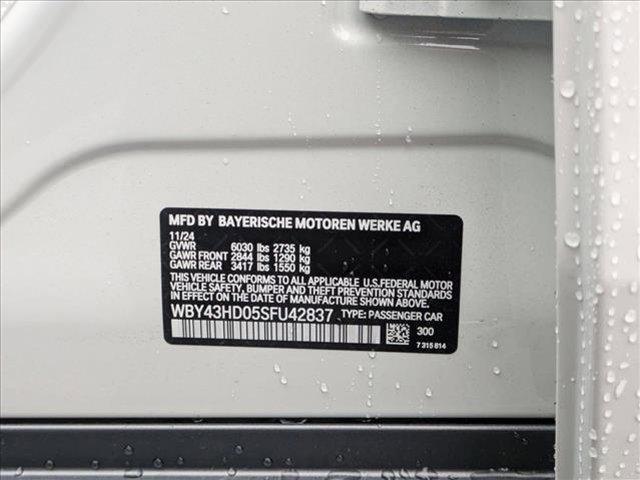 MFD BY BAYERISCHE MOTOREN WERKE AG
11/24
GVWR 6030 lbs 2735 kg
GAWR FRONT 2844 lbs 1290 kg
GAWR REAR 3417 lbs 1550 kg
THIS VEHICLE CONFORMS TO ALL APPLICABLE U.S.FEDERAL MOTOR
VEHICLE SAFETY, BUMPER AND THEFT PREVENTION STANDARDS
IN EFFECT ON THE DATE OF MANUFACTURE SHOWN ABOVE.
WBY43HD05SFU42837 TYPE: PASSENGER CAR
300
7 315 814